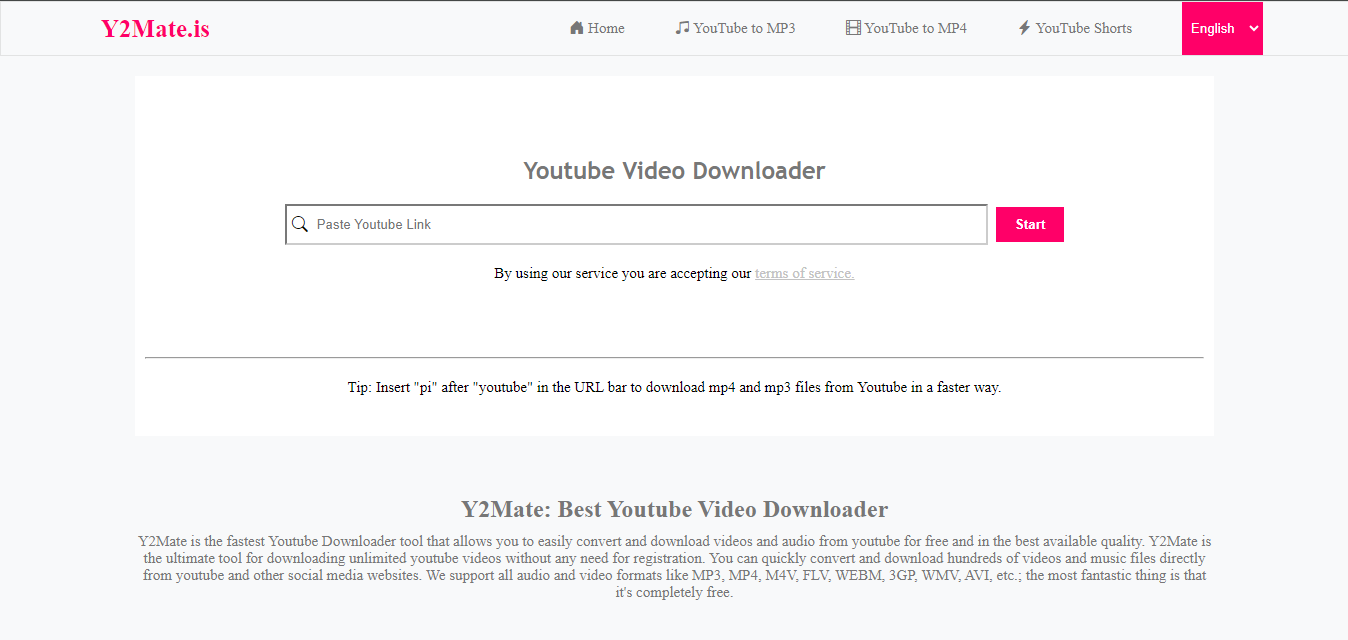 Y2Mate.is
Home
YouTube to MP3
YouTube to MP4
YouTube Shorts
English
Youtube Video Downloader
Paste Youtube Link
Start
By using our service you are accepting our terms of service.
Tip: Insert "pi" after "youtube" in the URL bar to download mp4 and mp3 files from Youtube in a faster way.
Y2Mate: Best Youtube Video Downloader
Y2Mate is the fastest Youtube Downloader tool that allows you to easily convert and download videos and audio from youtube for free and in the best available quality. Y2Mate is
the ultimate tool for downloading unlimited youtube videos without any need for registration. You can quickly convert and download hundreds of videos and music files directly
from youtube and other social media websites. We support all audio and video formats like MP3, MP4, M4V, FLV, WEBM, 3GP, WMV, AVI, etc.; the most fantastic thing is that
it's completely free.